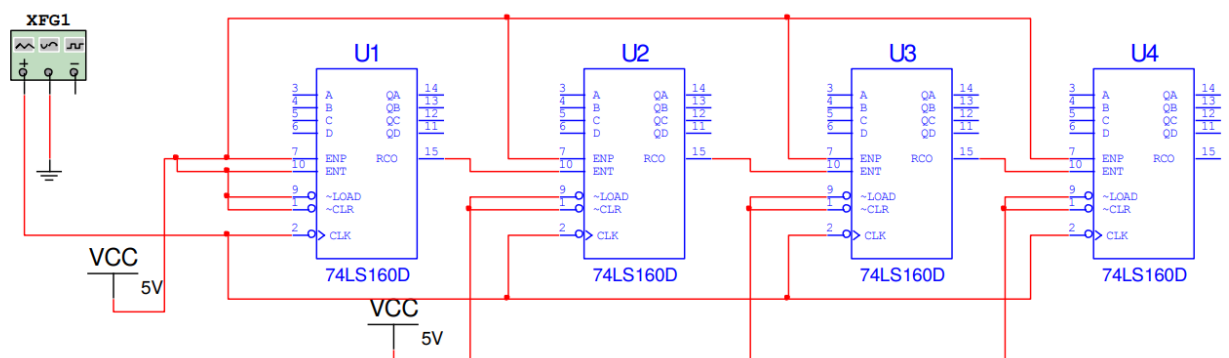 XFG1
U1 U2 U3 U4
3 A QA 14 3 A QA 14 3 A QA 14 3 A QA 14
4 B QB 13 4 B QB 13 4 B QB 13 4 B QB 13
5 C QC 12 5 C QC 12 5 C QC 12 5 C QC 12
6 D QD 11 6 D QD 11 6 D QD 11 6 D QD 11
7 ENP RCO 15 7 ENP RCO 15 7 ENP RCO 15 7 ENP RCO 15
10 ENT 10 ENT 10 ENT 10 ENT
9 ~LOAD 9 ~LOAD 9 ~LOAD 9 ~LOAD
1 ~CLR 1 ~CLR 1 ~CLR 1 ~CLR
2 CLK 2 CLK 2 CLK 2 CLK
74LS160D 74LS160D 74LS160D 74LS160D
VCC
5V
VCC
5V